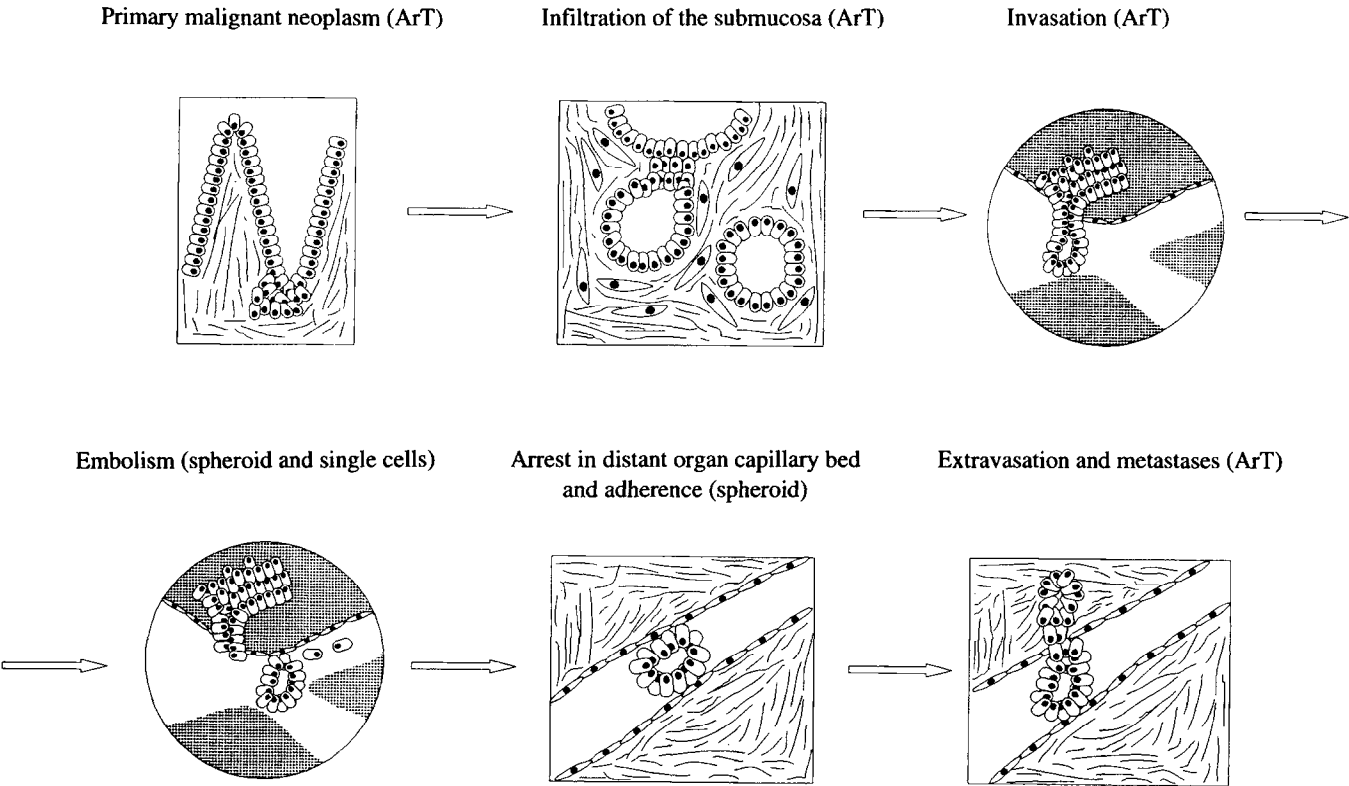 Primary malignant neoplasm (ArT)
Infiltration of the submucosa (ArT)
Invasation (ArT)
Embolism (spheroid and single cells)
Arrest in distant organ capillary bed
and adherence (spheroid)
Extravasation and metastases (ArT)